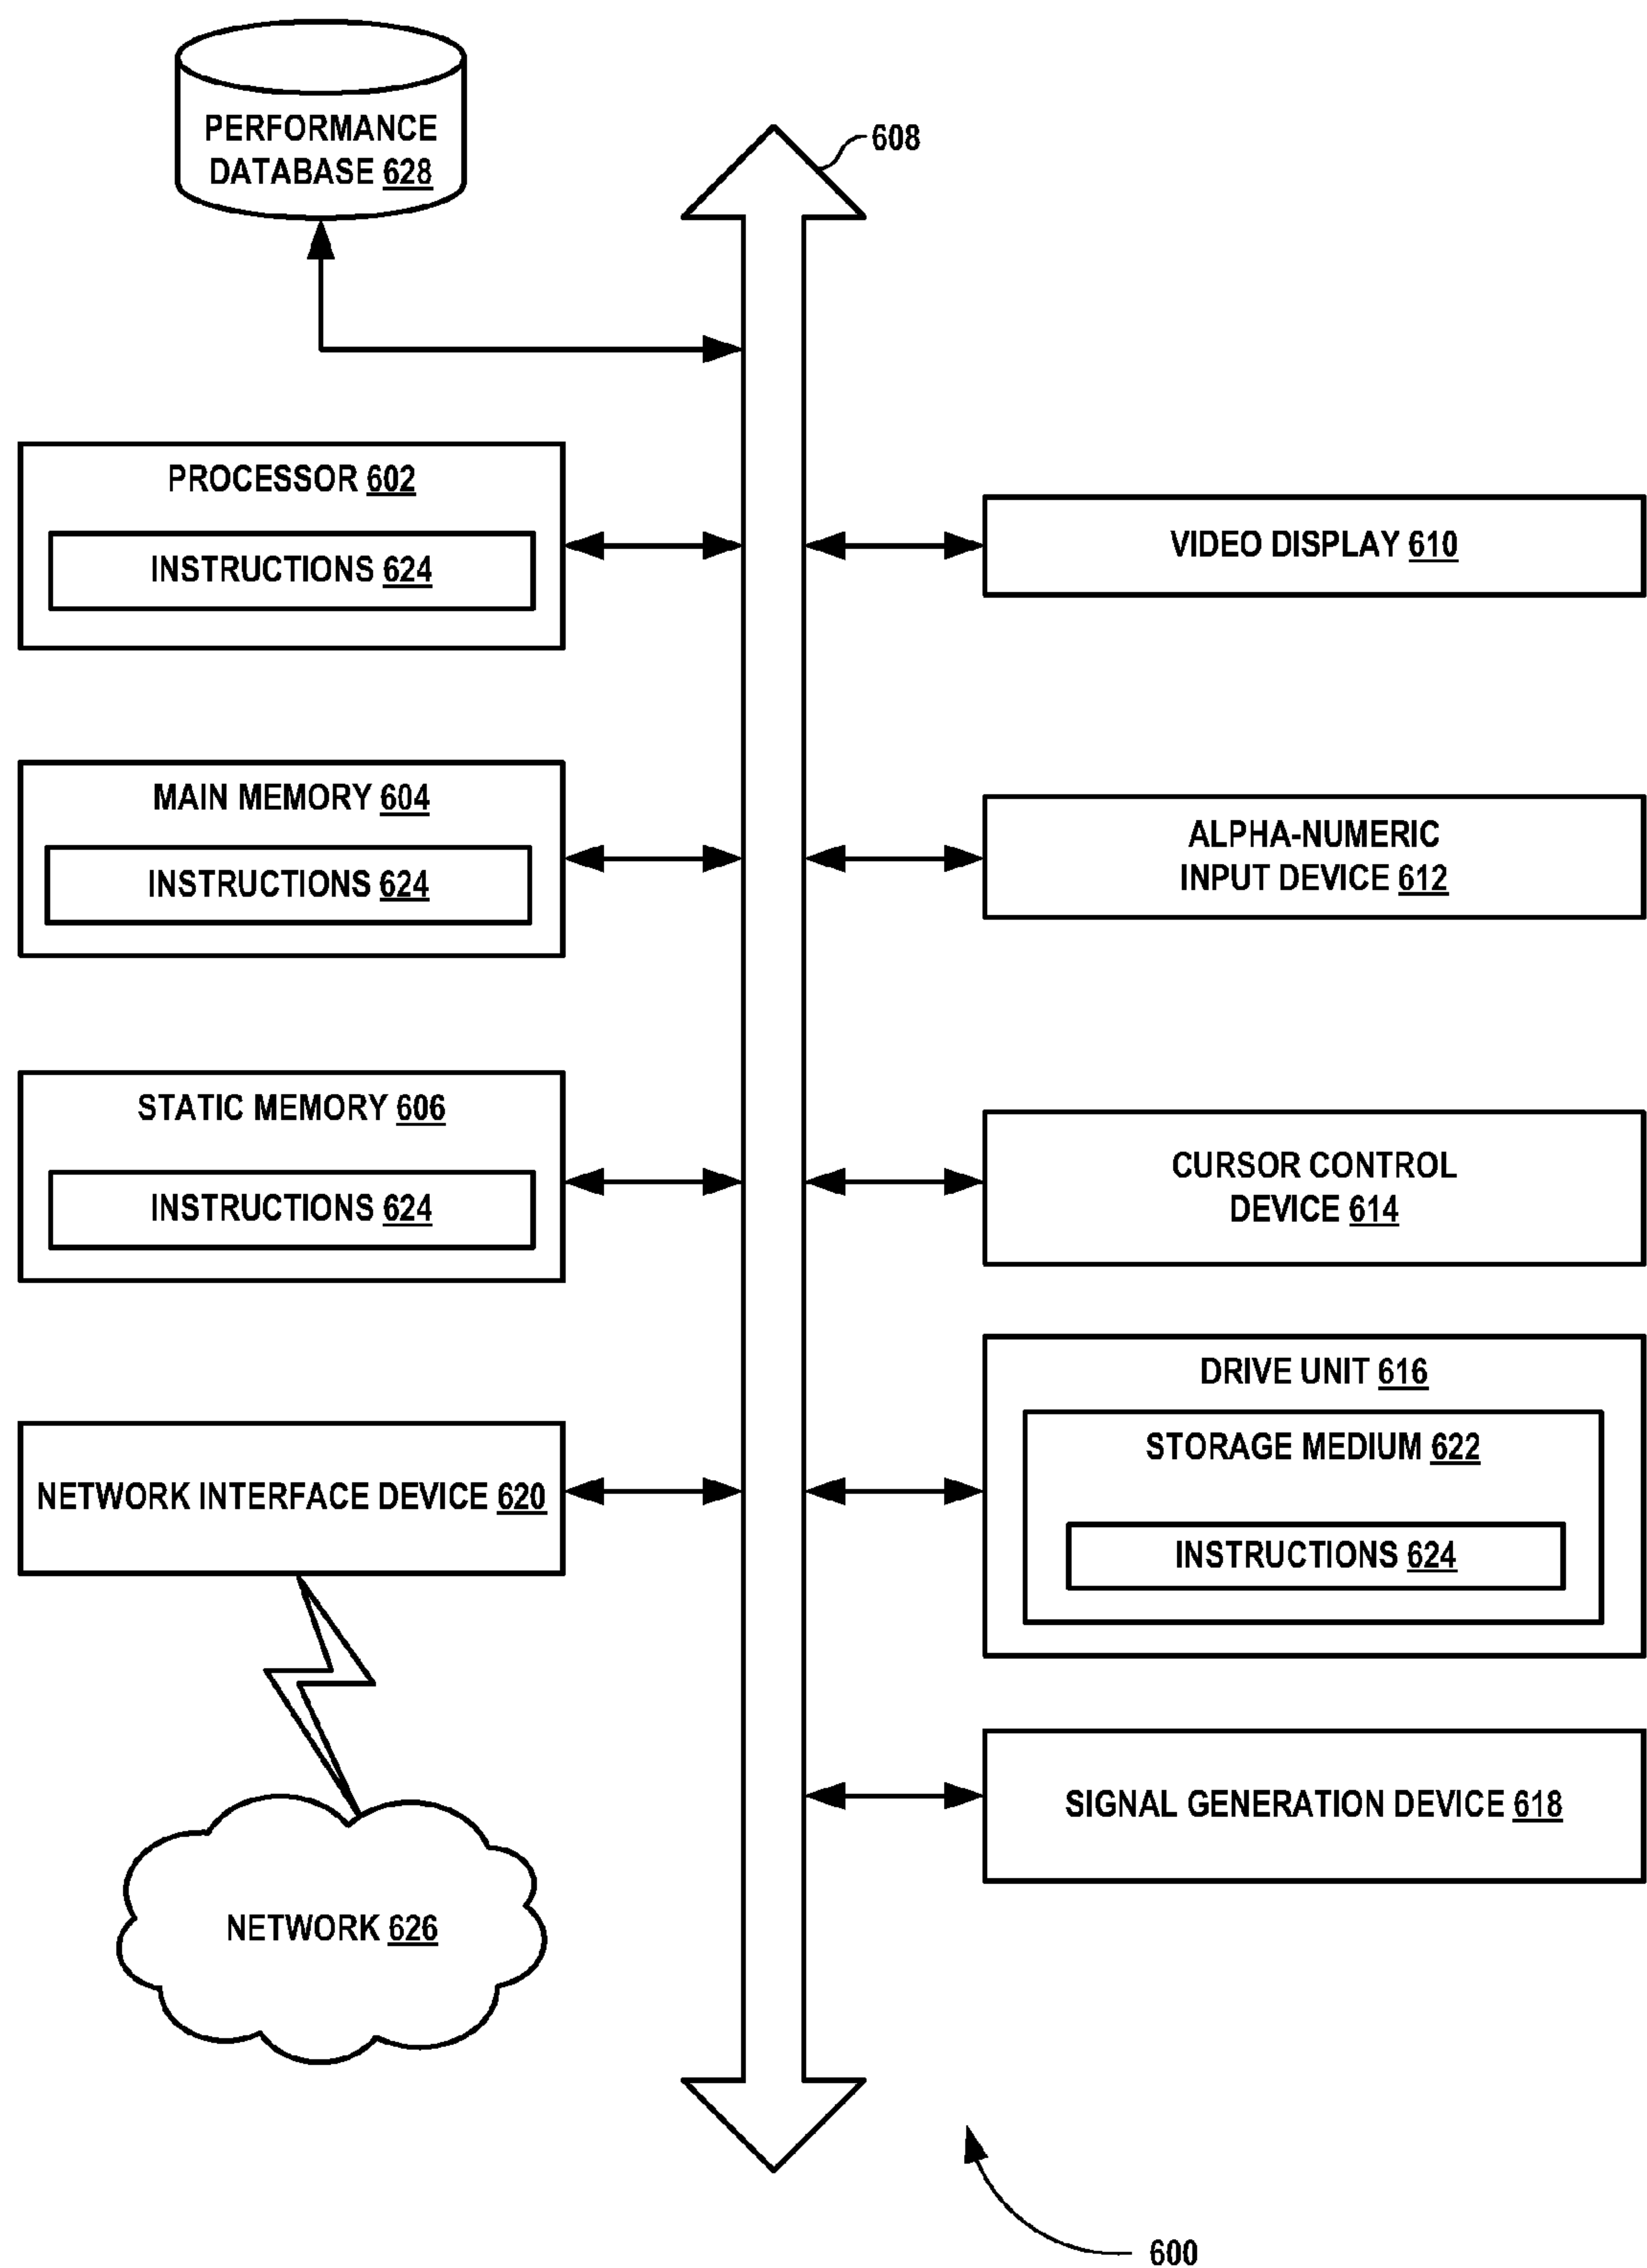 PERFORMANCE
DATABASE 628
608
PROCESSOR 602
INSTRUCTIONS 624
VIDEO DISPLAY 610
MAIN MEMORY 604
INSTRUCTIONS 624
ALPHA-NUMERIC
INPUT DEVICE 612
STATIC MEMORY 606
INSTRUCTIONS 624
CURSOR CONTROL
DEVICE 614
NETWORK INTERFACE DEVICE 620
DRIVE UNIT 616
STORAGE MEDIUM 622
INSTRUCTIONS 624
SIGNAL GENERATION DEVICE 618
NETWORK 626
600